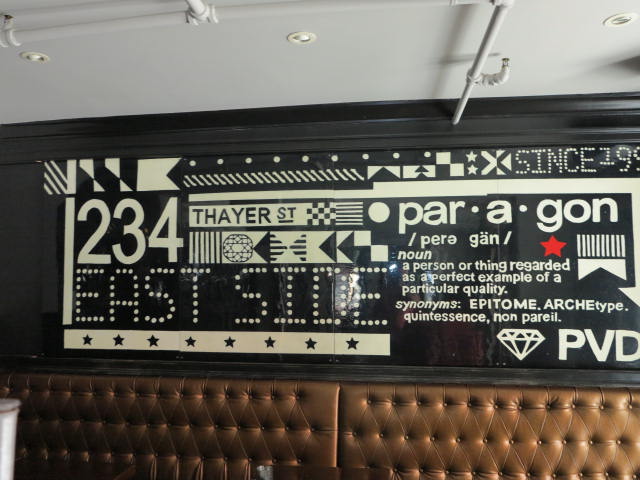 SINCE 199
234
THAYER ST
EAST SIDE
par·a·gon
/perə gän/
noun
a person or thing regarded
as a perfect example of a
particular quality.
synonyms: EPITOME. ARCHEtype.
quintessence, non pareil.
PVD